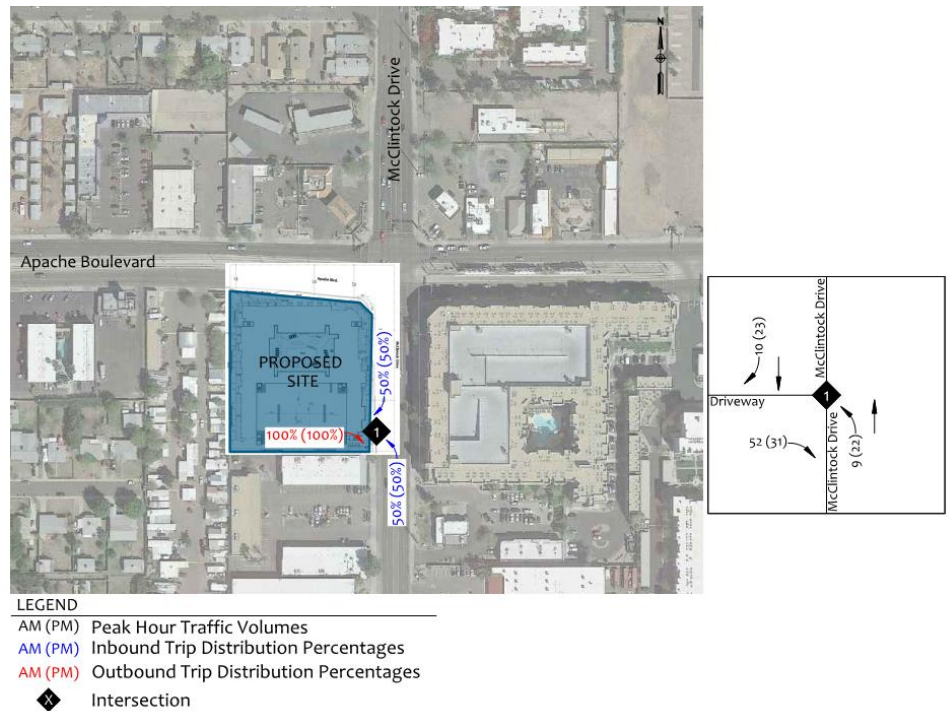 N
McClintock Drive
Apache Boulevard
Apache Blvd.
PROPOSED
SITE
50% (50%)
100% (100%)
1
50% (50%)
10 (23)
McClintock Drive
Driveway
1
52 (31)
McClintock Drive
9 (22)
LEGEND
AM (PM) Peak Hour Traffic Volumes
AM (PM) Inbound Trip Distribution Percentages
AM (PM) Outbound Trip Distribution Percentages
X Intersection